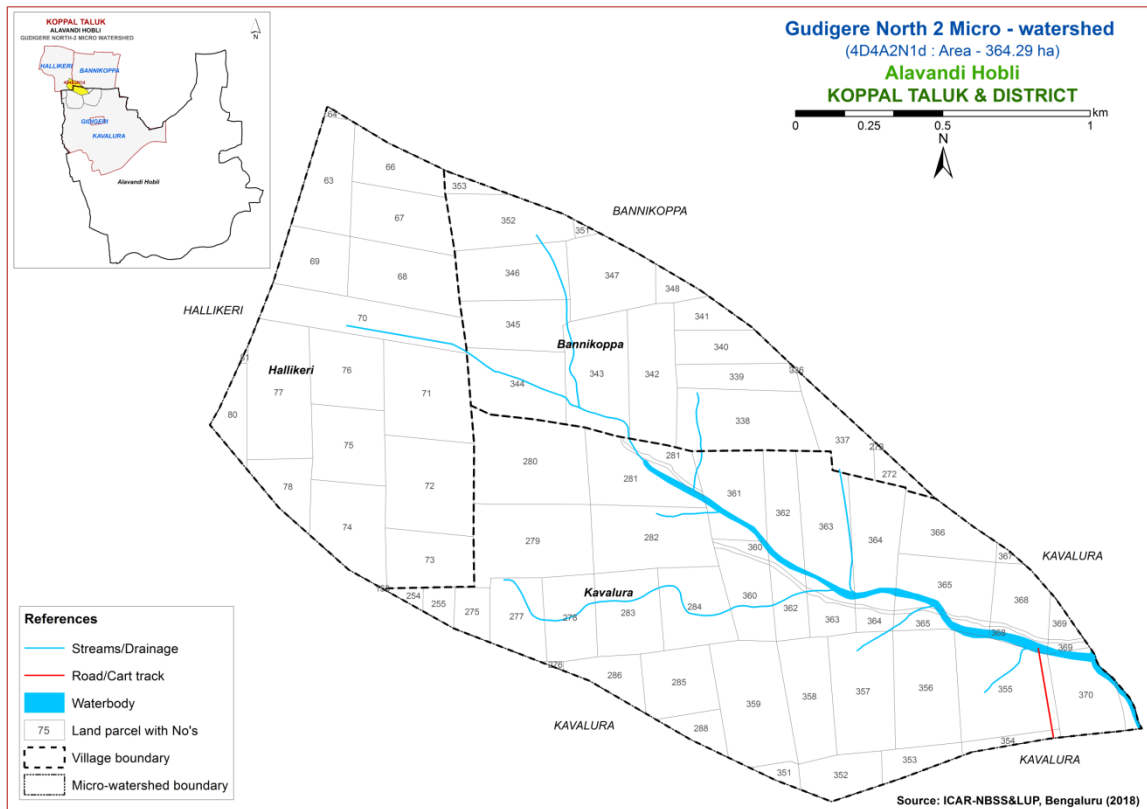 KOPPAL TALUK
ALAVANDI HOBLI
GUDIGERE NORTH-2 MICRO WATERSHED
N
HALLIKERI
BANNIKOPPA
GIDIGERI
KAVALURA
Alavandi Hobli
Gudigere North 2 Micro - watershed
(4D4A2N1d : Area - 364.29 ha)
Alavandi Hobli
KOPPAL TALUK & DISTRICT
km
0 0.25 0.5 1
N
64
66
63
353
67
352
351
BANNIKOPPA
69
68
346
347
348
HALLIKERI
70
345
341
Bannikoppa
340
76
Hallikeri
77
71
344
343
342
339
336
81
80
338
337
273
75
280
281
281
272
78
72
361
362
363
364
366
74
279
282
360
367
KAVALURA
73
254
255
275
277
278
Kavalura
283
284
360
362
363
364
365
365
368
369
368
369
276
286
285
359
358
357
356
355
370
288
KAVALURA
351
352
353
354
KAVALURA
References
Streams/Drainage
Road/Cart track
Waterbody
75 Land parcel with No's
Village boundary
Micro-watershed boundary
Source: ICAR-NBSS&LUP, Bengaluru (2018)